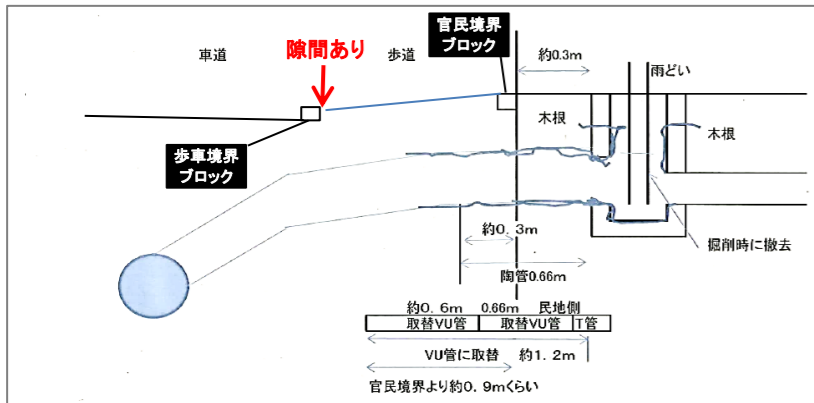 車道
隙間あり
歩道
官民境界
ブロック
約0.3m
雨どい
木根
木根
歩車境界
ブロック
約0．3m
掘削時に撤去
陶管0.66m
約0．6m 0.66m 民地側
取替VU管 取替VU管 T管
VU管に取替 約1．2m
官民境界より約0．9mくらい